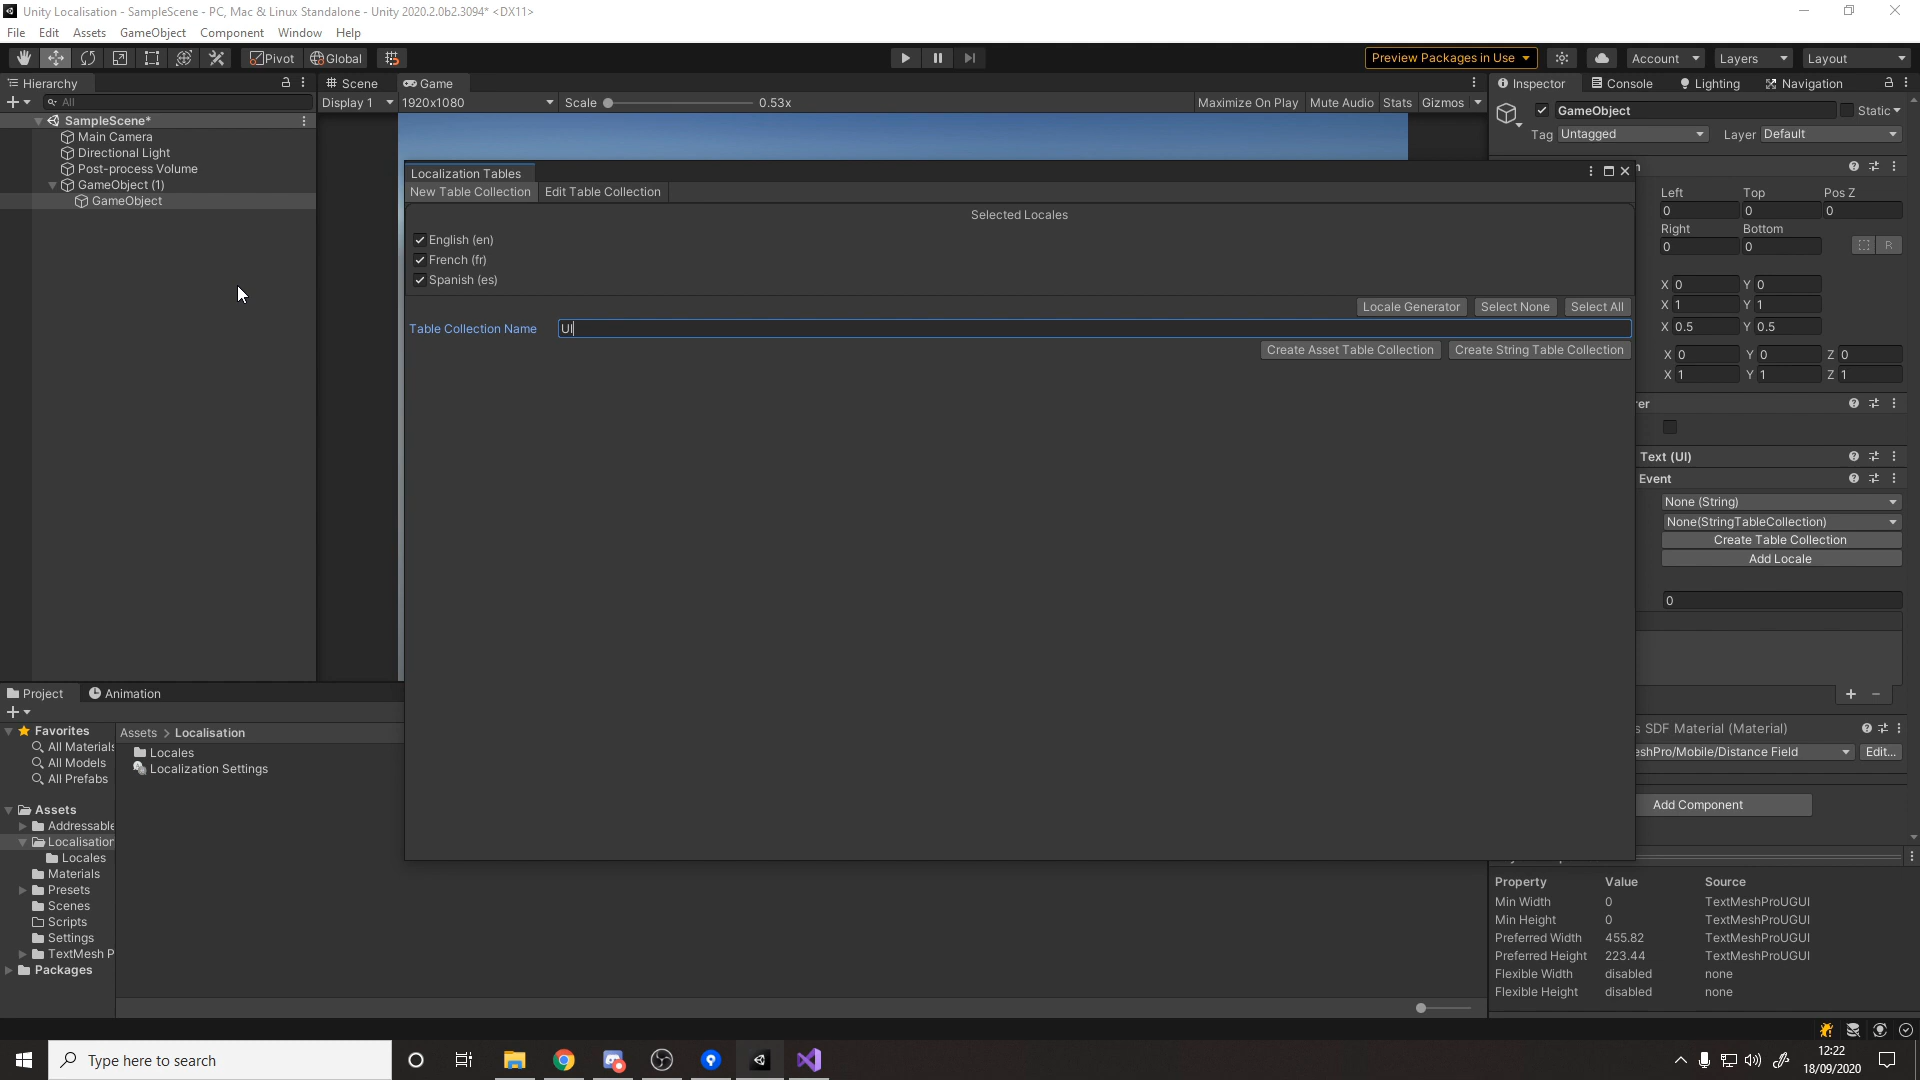 Unity Localisation - SampleScene - PC, Mac & Linux Standalone - Unity 2020.2.0b2.3094* <DX11>
File Edit Assets GameObject Component Window Help
Pivot Global Preview Packages in Use Account Layers Layout
Hierarchy
All
SampleScene*
Main Camera
Directional Light
Post-process Volume
GameObject (1)
GameObject
Scene Game
Display 1 1920x1080 Scale 0.53x Maximize On Play Mute Audio Stats Gizmos
Localization Tables
New Table Collection Edit Table Collection
Selected Locales
English (en)
French (fr)
Spanish (es)
Locale Generator Select None Select All
Table Collection Name UI
Create Asset Table Collection Create String Table Collection
Inspector Console Lighting Navigation
GameObject Static
Tag Untagged Layer Default
Left Top Pos Z
0 0 0
Right Bottom
0 0 R
X 0 Y 0
X 1 Y 1
X 0.5 Y 0.5
X 0 Y 0 Z 0
X 1 Y 1 Z 1
Text (UI)
Event
None (String)
None(StringTableCollection)
Create Table Collection
Add Locale
0
s SDF Material (Material)
eshPro/Mobile/Distance Field Edit...
Add Component
Property Value Source
Min Width 0 TextMeshProUGUI
Min Height 0 TextMeshProUGUI
Preferred Width 455.82 TextMeshProUGUI
Preferred Height 223.44 TextMeshProUGUI
Flexible Width disabled none
Flexible Height disabled none
Project Animation
Favorites
All Materials
All Models
All Prefabs
Assets
Addressable
Localisation
Locales
Materials
Presets
Scenes
Scripts
Settings
TextMesh P
Packages
Assets > Localisation
Locales
Localization Settings
Type here to search
12:22
18/09/2020